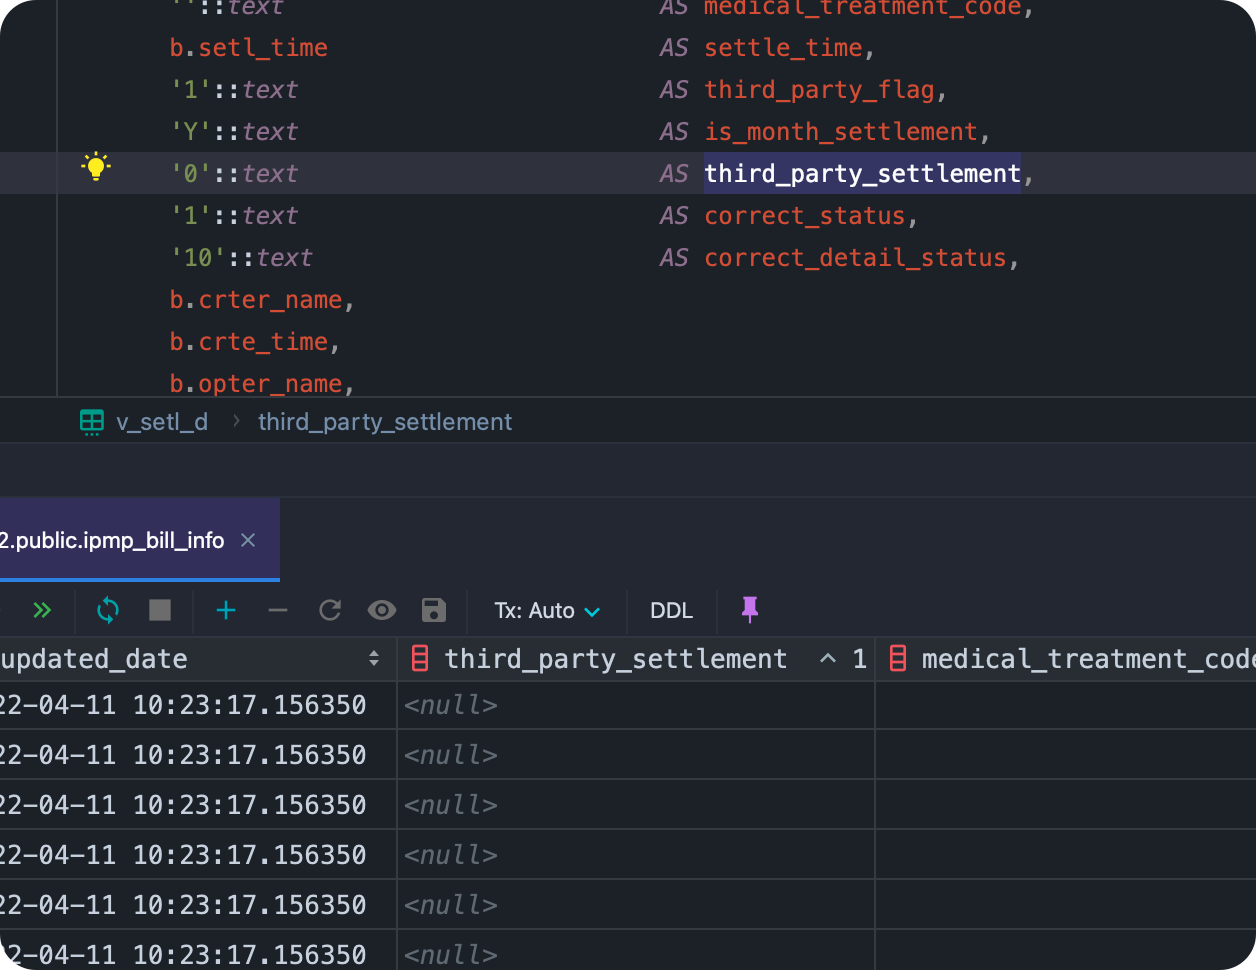 ''::text AS medical_treatment_code,
b.setl_time AS settle_time,
'1'::text AS third_party_flag,
'Y'::text AS is_month_settlement,
'0'::text AS third_party_settlement,
'1'::text AS correct_status,
'10'::text AS correct_detail_status,
b.crter_name,
b.crte_time,
b.opter_name,
v_setl_d > third_party_settlement
2.public.ipmp_bill_info ×
Tx: Auto DDL
updated_date third_party_settlement ^ 1 medical_treatment_code
22-04-11 10:23:17.156350 <null>
22-04-11 10:23:17.156350 <null>
22-04-11 10:23:17.156350 <null>
22-04-11 10:23:17.156350 <null>
22-04-11 10:23:17.156350 <null>
22-04-11 10:23:17.156350 <null>